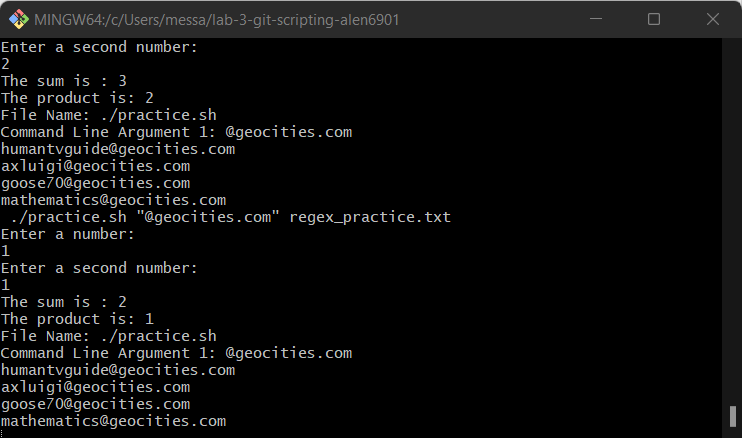 MINGW64:/c/Users/messa/lab-3-git-scripting-alen6901
Enter a second number:
2
The sum is : 3
The product is: 2
File Name: ./practice.sh
Command Line Argument 1: @geocities.com
humantvguide@geocities.com
axluigi@geocities.com
goose70@geocities.com
mathematics@geocities.com
 ./practice.sh "@geocities.com" regex_practice.txt
Enter a number:
1
Enter a second number:
1
The sum is : 2
The product is: 1
File Name: ./practice.sh
Command Line Argument 1: @geocities.com
humantvguide@geocities.com
axluigi@geocities.com
goose70@geocities.com
mathematics@geocities.com